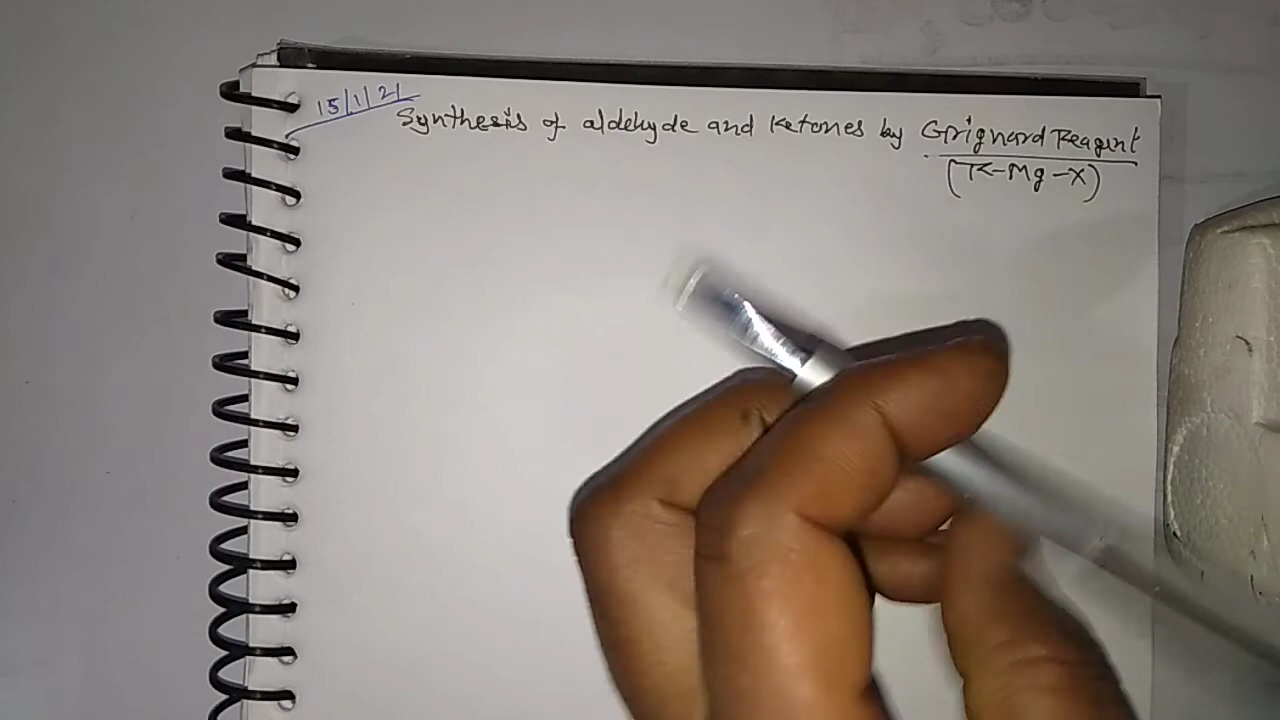 15/1/21
Synthesis of aldehyde and Ketones by Grignard Reagent
(R-Mg-X)